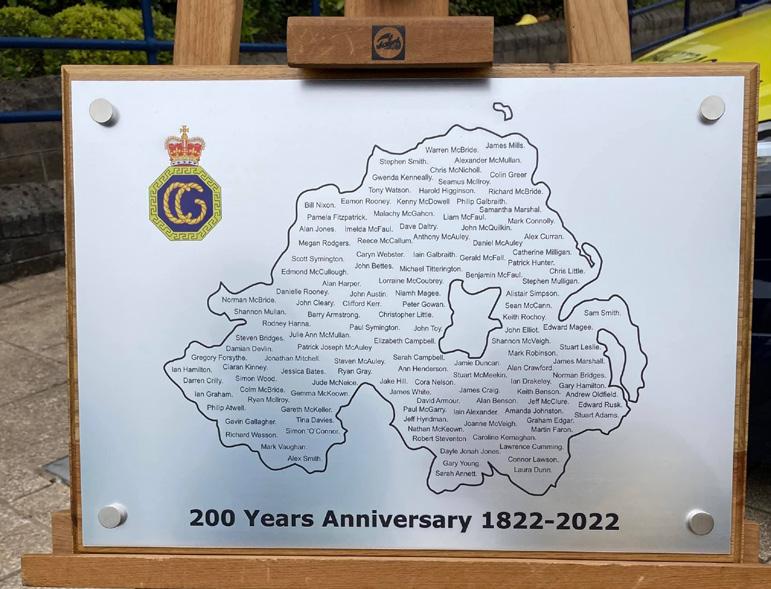 CG
Warren McBride. James Mills.
Stephen Smith. Alexander McMullan.
Chris McNicholl.
Gwenda Kenneally. Colin Greer
Seamus McIlroy.
Tony Watson. Harold Higginson. Richard McBride.
Bill Nixon. Eamon Rooney. Kenny McDowell Philip Galbraith.
Samantha Marshal.
Pamela Fitzpatrick. Malachy McGahon. Liam McFaul. Mark Connolly.
Alan Jones. Imelda McFaul. Dave Daltry. John McQuilkin.
Megan Rodgers. Reece McCallum. Anthony McAuley. Daniel McAuley Alex Curran.
Scott Symington. Caryn Webster. Iain Galbraith. Gerald McFall. Catherine Milligan.
Patrick Hunter.
Edmond McCullough. John Bettes. Michael Titterington. Benjamin McFaul. Chris Little.
Alan Harper. Lorraine McCoubrey. Stephen Mulligan.
Danielle Rooney. John Austin. Niamh Magee. Alistair Simpson.
Norman McBride. John Cleary. Clifford Kerr. Peter Gowan. Sean McCann.
Shannon Mullan. Berry Armstrong. Christopher Little. Keith Rochoy. Sam Smith.
Rodney Hanna. Paul Symington. John Toy. John Elliot. Edward Magee.
Steven Bridges. Julie Ann McMullan. Elizabeth Campbell. Shannon McVeigh.
Damian Devlin. Patrick Joseph McAuley Mark Robinson. Stuart Leslie.
Gregory Forsythe. Jonathan Mitchell. Steven McAuley. Sarah Campbell. Jamie Duncan. James Marshall.
Ian Hamilton. Ciaran Kinney. Jessica Bates. Ryan Gray. Ann Henderson. Stuart McMeekin. Alan Crawford. Norman Bridges.
Darren Crilly. Simon Wood. Jude McNeice. Jake Hill. Cora Nelson. Ian Drakeley. Gary Hamilton.
Ian Graham. Colm McBride. Gemma McKeown. James White. James Craig. Keith Benson. Andrew Oldfield.
Ryan McIlroy. David Armour. Alan Benson. Jeff McClure. Edward Rusk.
Philip Atwell. Gareth McKeller. Paul McGarry. Iain Alexander. Amanda Johnston. Stuart Adams.
Gavin Gallagher. Tina Davies. Jeff Hyrdman. Joanne McVeigh. Graham Edgar.
Richard Wasson. Simon 'O'Connor. Nathan McKeown. Martin Faron.
Robert Steventon Caroline Kernaghan.
Mark Vaughan. Dayle Jonah Jones. Lawrence Cumming.
Alex Smith. Gary Young. Connor Lawson.
Sarah Annett. Laura Dunn.
200 Years Anniversary 1822-2022